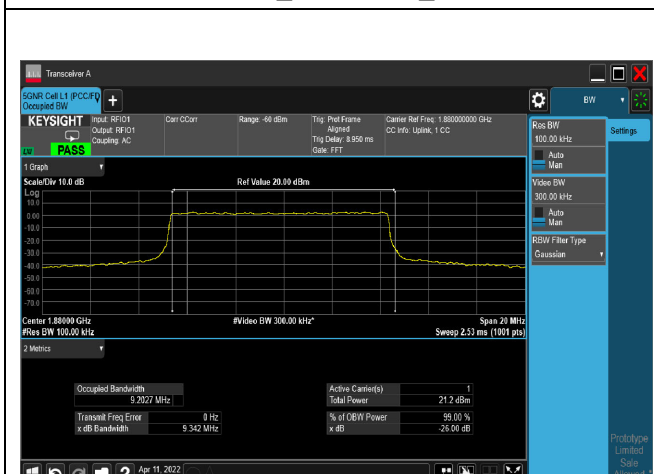 Transceiver A
5GNR Cell L1 (PCC/F
Occupied BW
BW
KEYSIGHT
PASS
Input: RFIO1
Output: RFIO1
Coupling: AC
Corr CCorr
Range: -60 dBm
Trig: Prot Frame
Aligned
Trig Delay: 8.950 ms
Gate: FFT
Carrier Ref Freq: 1.880000000 GHz
CC Info: Uplink, 1 CC
1 Graph
Scale/Div 10.0 dB
Ref Value 20.00 dBm
Log
10.0
0.00
-10.0
-20.0
-30.0
-40.0
-50.0
-60.0
-70.0
Center 1.88000 GHz
#Res BW 100.00 kHz
#Video BW 300.00 kHz*
Span 20 MHz
Sweep 2.53 ms (1001 pts)
2 Metrics
Occupied Bandwidth
9.2027 MHz
Transmit Freq Error 0 Hz
x dB Bandwidth 9.342 MHz
Active Carrier(s) 1
Total Power 21.2 dBm
% of OBW Power 99.00 %
x dB -26.00 dB
Res BW
100.00 kHz
Auto
Man
Video BW
300.00 kHz
Auto
Man
RBW Filter Type
Gaussian
Settings
Prototype
Limited
Sale
Apr 11, 2022